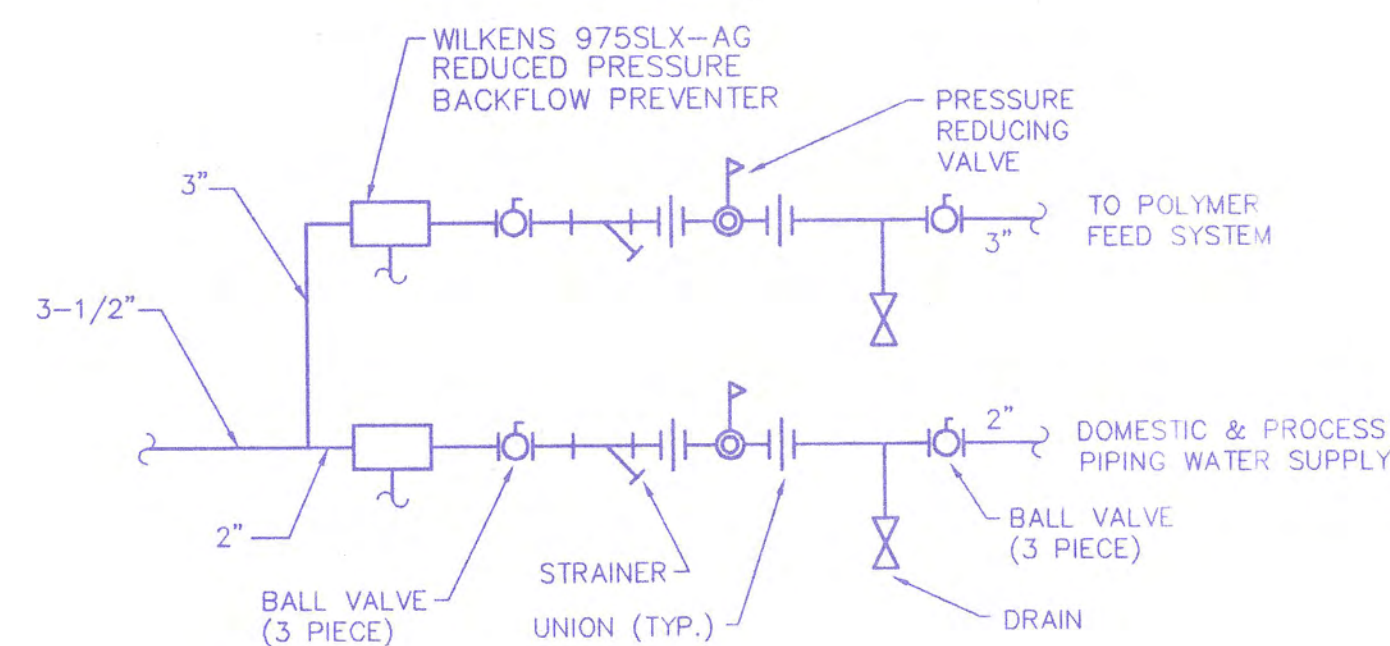 WILKENS 975SLX-AG
REDUCED PRESSURE
BACKFLOW PREVENTER
PRESSURE
REDUCING
VALVE
3"
TO POLYMER
FEED SYSTEM
3"
3-1/2"
2"
DOMESTIC & PROCESS
PIPING WATER SUPPLY
2"
BALL VALVE
(3 PIECE)
STRAINER
BALL VALVE
(3 PIECE)
UNION (TYP.)
DRAIN